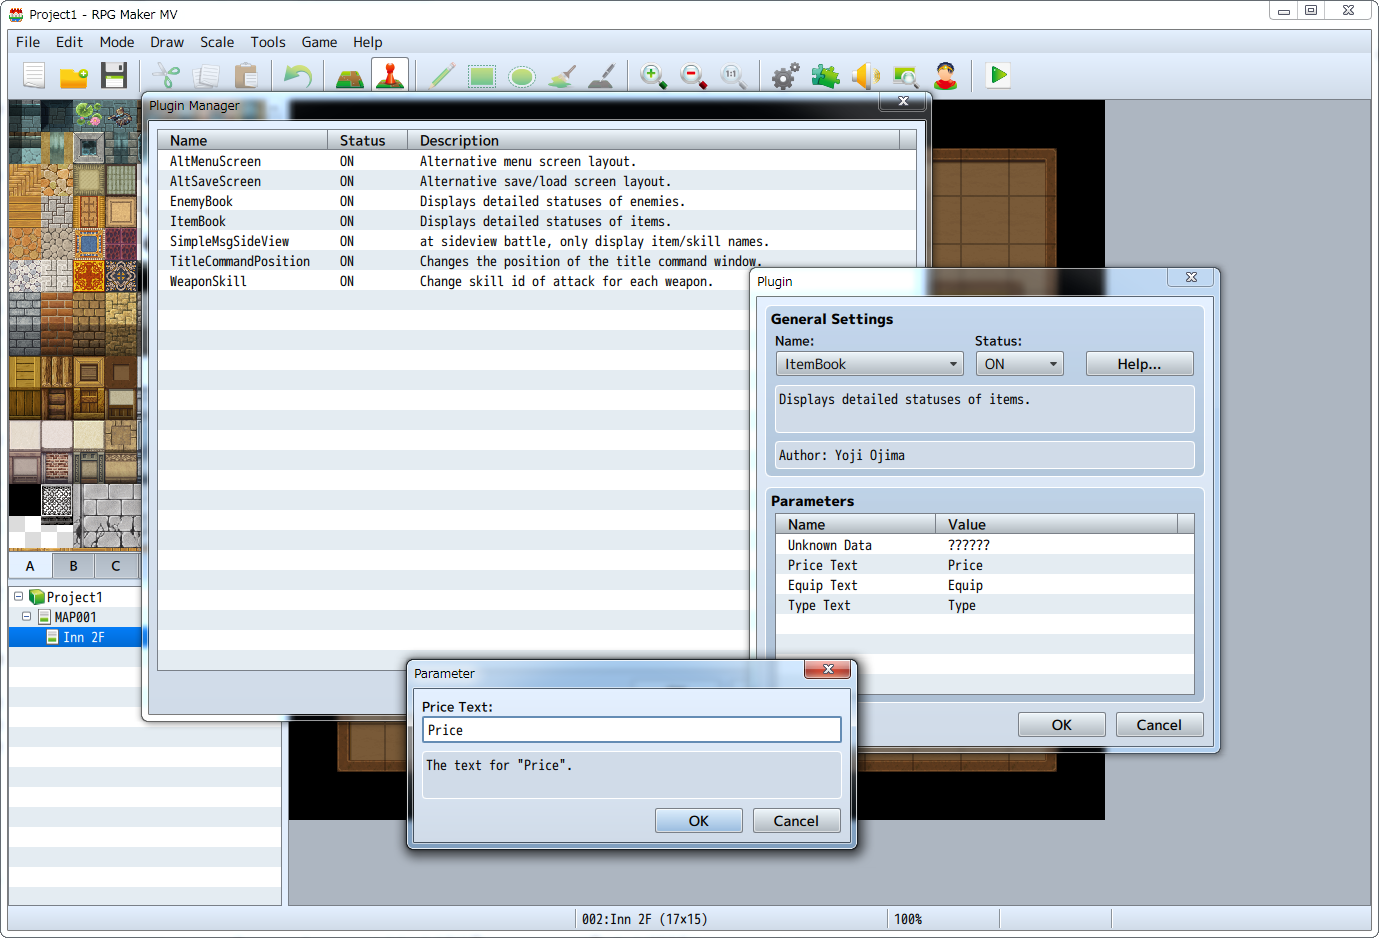 Project1 - RPG Maker MV
File Edit Mode Draw Scale Tools Game Help
1:1
Plugin Manager
Name Status Description
AltMenuScreen ON Alternative menu screen layout.
AltSaveScreen ON Alternative save/load screen layout.
EnemyBook ON Displays detailed statuses of enemies.
ItemBook ON Displays detailed statuses of items.
SimpleMsgSideView ON at sideview battle, only display item/skill names.
TitleCommandPosition ON Changes the position of the title command window.
WeaponSkill ON Change skill id of attack for each weapon.
Plugin
General Settings
Name: Status:
ItemBook ON Help...
Displays detailed statuses of items.
Author: Yoji Ojima
Parameters
Name Value
Unknown Data ??????
Price Text Price
Equip Text Equip
Type Text Type
OK Cancel
A B C
Project1
MAP001
Inn 2F
Parameter
Price Text:
Price
The text for "Price".
OK Cancel
002:Inn 2F (17x15) 100%